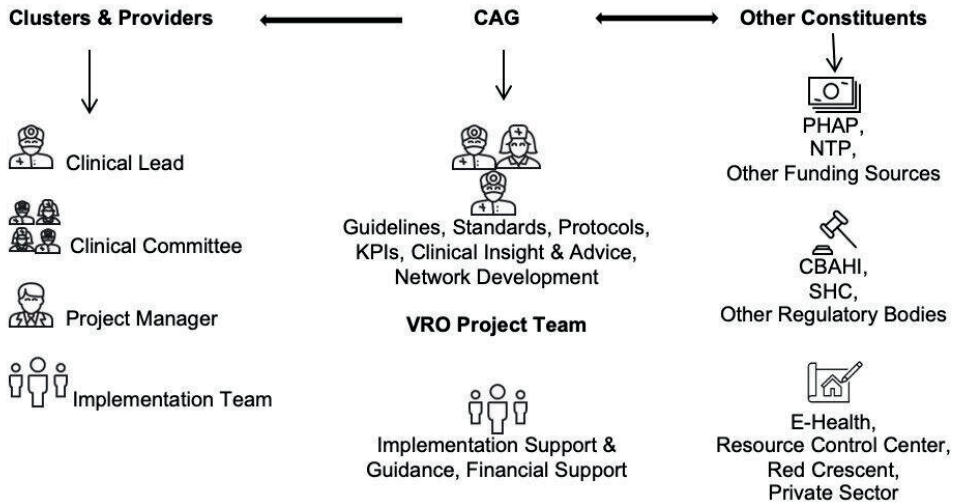 Clusters & Providers
CAG
Other Constituents
Clinical Lead
Clinical Committee
Project Manager
Implementation Team
Guidelines, Standards, Protocols,
KPIs, Clinical Insight & Advice,
Network Development
VRO Project Team
Implementation Support &
Guidance, Financial Support
PHAP,
NTP,
Other Funding Sources
CBAHI,
SHC,
Other Regulatory Bodies
E-Health,
Resource Control Center,
Red Crescent,
Private Sector